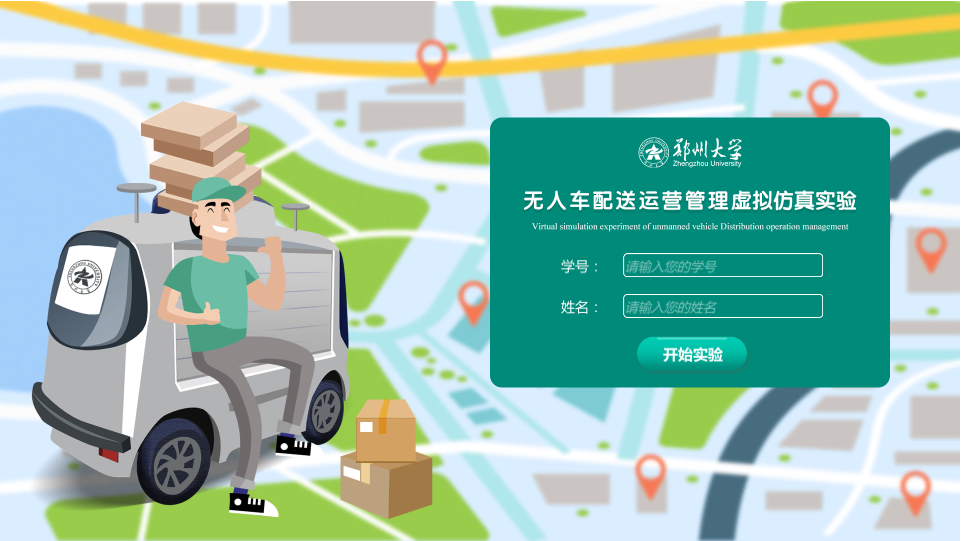 郑州大学
Zhengzhou University
无人车配送运营管理虚拟仿真实验
Virtual simulation experiment of unmanned vehicle Distribution operation management
学号：
请输入您的学号
姓名：
请输入您的姓名
开始实验